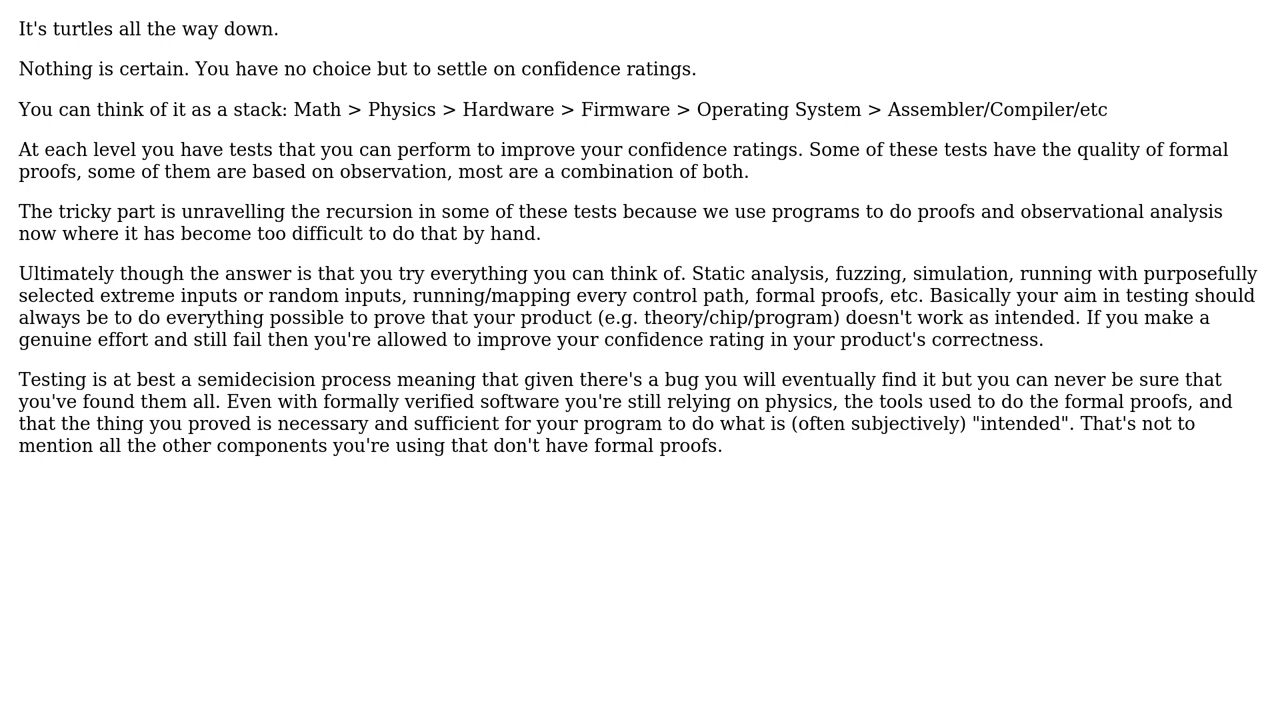 It's turtles all the way down.
Nothing is certain. You have no choice but to settle on confidence ratings.
You can think of it as a stack: Math > Physics > Hardware > Firmware > Operating System > Assembler/Compiler/etc
At each level you have tests that you can perform to improve your confidence ratings. Some of these tests have the quality of formal
proofs, some of them are based on observation, most are a combination of both.
The tricky part is unravelling the recursion in some of these tests because we use programs to do proofs and observational analysis
now where it has become too difficult to do that by hand.
Ultimately though the answer is that you try everything you can think of. Static analysis, fuzzing, simulation, running with purposefully
selected extreme inputs or random inputs, running/mapping every control path, formal proofs, etc. Basically your aim in testing should
always be to do everything possible to prove that your product (e.g. theory/chip/program) doesn't work as intended. If you make a
genuine effort and still fail then you're allowed to improve your confidence rating in your product's correctness.
Testing is at best a semidecision process meaning that given there's a bug you will eventually find it but you can never be sure that
you've found them all. Even with formally verified software you're still relying on physics, the tools used to do the formal proofs, and
that the thing you proved is necessary and sufficient for your program to do what is (often subjectively) "intended". That's not to
mention all the other components you're using that don't have formal proofs.